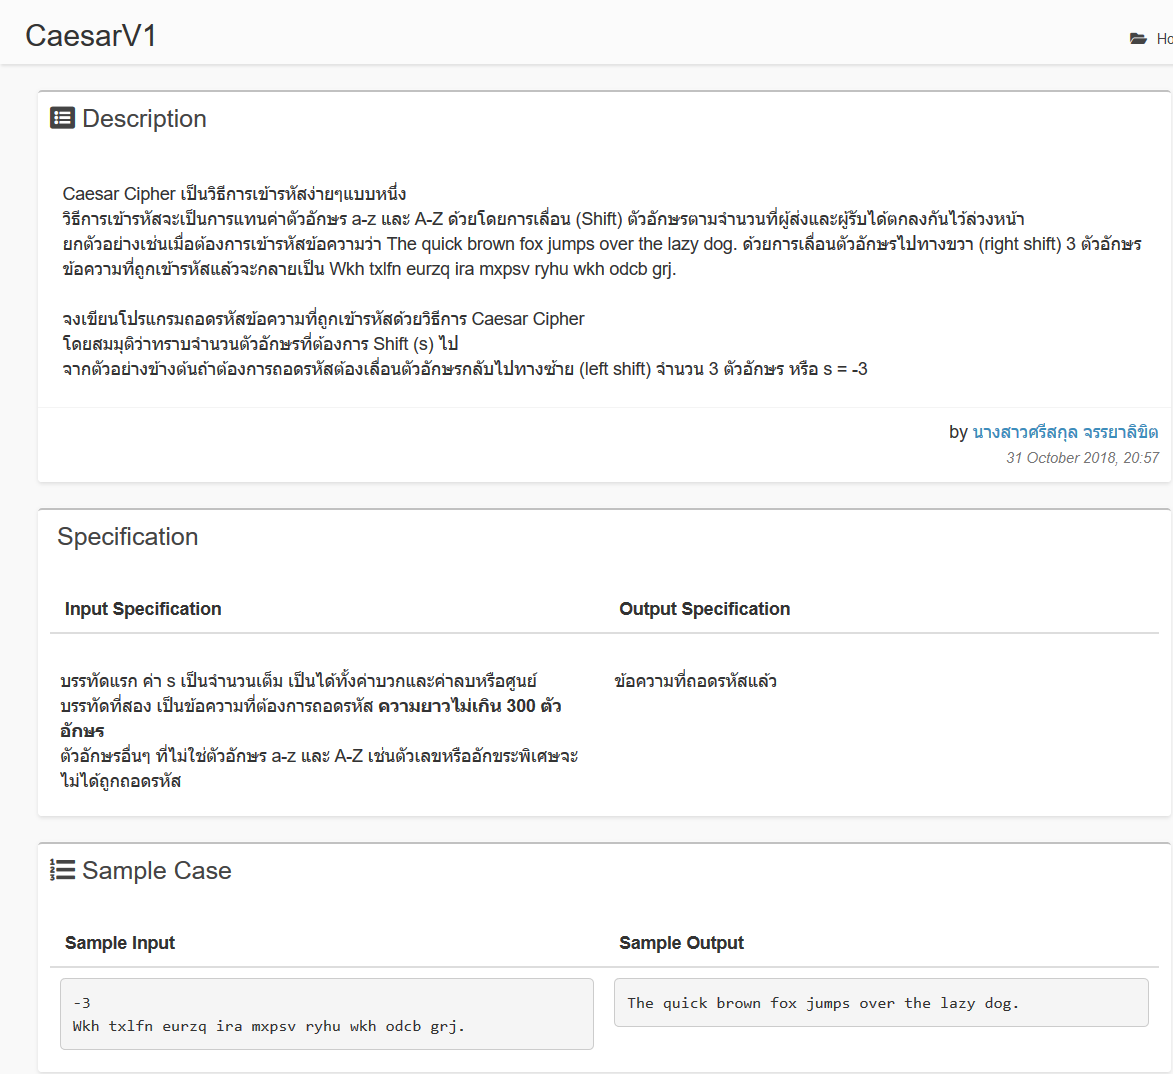 CaesarV1
Description
Caesar Cipher เป็นวิธีการเข้ารหัสง่ายๆแบบหนึ่ง
วิธีการเข้ารหัสจะเป็นการแทนค่าตัวอักษร a-z และ A-Z ด้วยโดยการเลื่อน (Shift) ตัวอักษรตามจำนวนที่ผู้ส่งและผู้รับได้ตกลงกันไว้ล่วงหน้า
ยกตัวอย่างเช่นเมื่อต้องการเข้ารหัสข้อความว่า The quick brown fox jumps over the lazy dog. ด้วยการเลื่อนตัวอักษรไปทางขวา (right shift) 3 ตัวอักษร
ข้อความที่ถูกเข้ารหัสแล้วจะกลายเป็น Wkh txlfn eurzq ira mxpsv ryhu wkh odcb grj.
จงเขียนโปรแกรมถอดรหัสข้อความที่ถูกเข้ารหัสด้วยวิธีการ Caesar Cipher
โดยสมมุติว่าทราบจำนวนตัวอักษรที่ต้องการ Shift (s) ไป
จากตัวอย่างข้างต้นถ้าต้องการถอดรหัสต้องเลื่อนตัวอักษรกลับไปทางซ้าย (left shift) จำนวน 3 ตัวอักษร หรือ s = -3
by นางสาวศรีสกุล จรรยาลิขิต
31 October 2018, 20:57
Specification
Input Specification
Output Specification
บรรทัดแรก ค่า s เป็นจำนวนเต็ม เป็นได้ทั้งค่าบวกและค่าลบหรือศูนย์
บรรทัดที่สอง เป็นข้อความที่ต้องการถอดรหัส ความยาวไม่เกิน 300 ตัว
อักษร
ตัวอักษรอื่นๆ ที่ไม่ใช่ตัวอักษร a-z และ A-Z เช่นตัวเลขหรืออักขระพิเศษจะ
ไม่ได้ถูกถอดรหัส
ข้อความที่ถอดรหัสแล้ว
Sample Case
Sample Input
Sample Output
-3
Wkh txlfn eurzq ira mxpsv ryhu wkh odcb grj.
The quick brown fox jumps over the lazy dog.